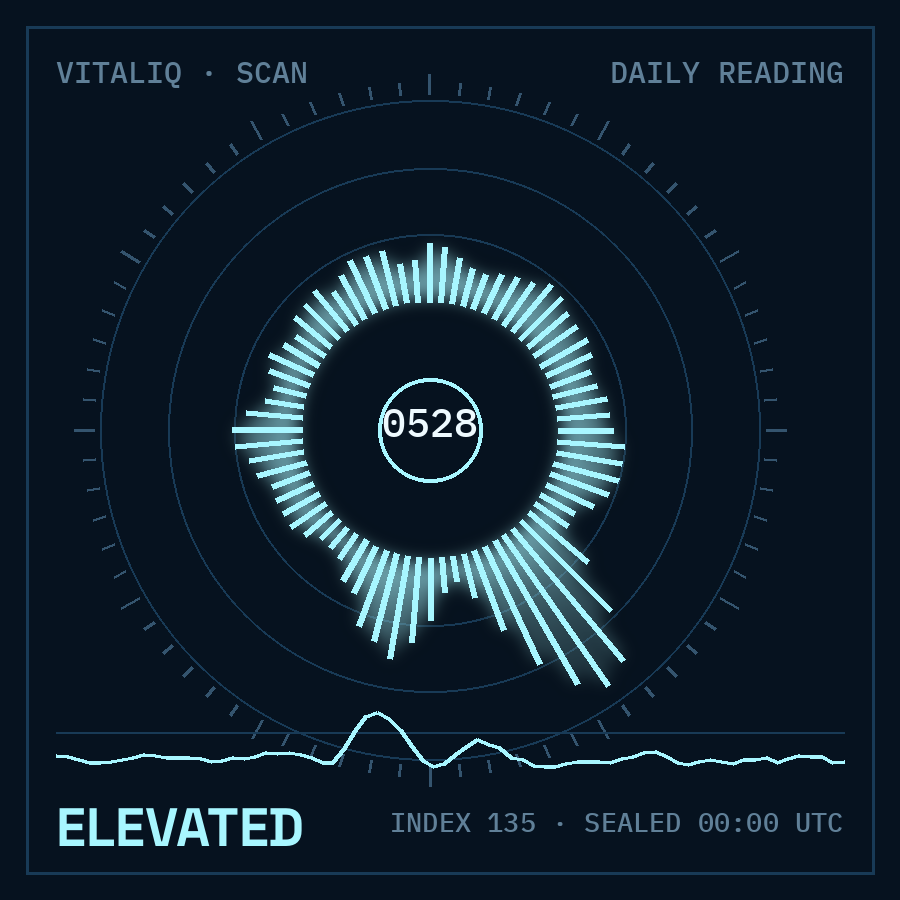 VITALIQ · SCAN
DAILY READING
0528
ELEVATED
INDEX 135 · SEALED 00:00 UTC